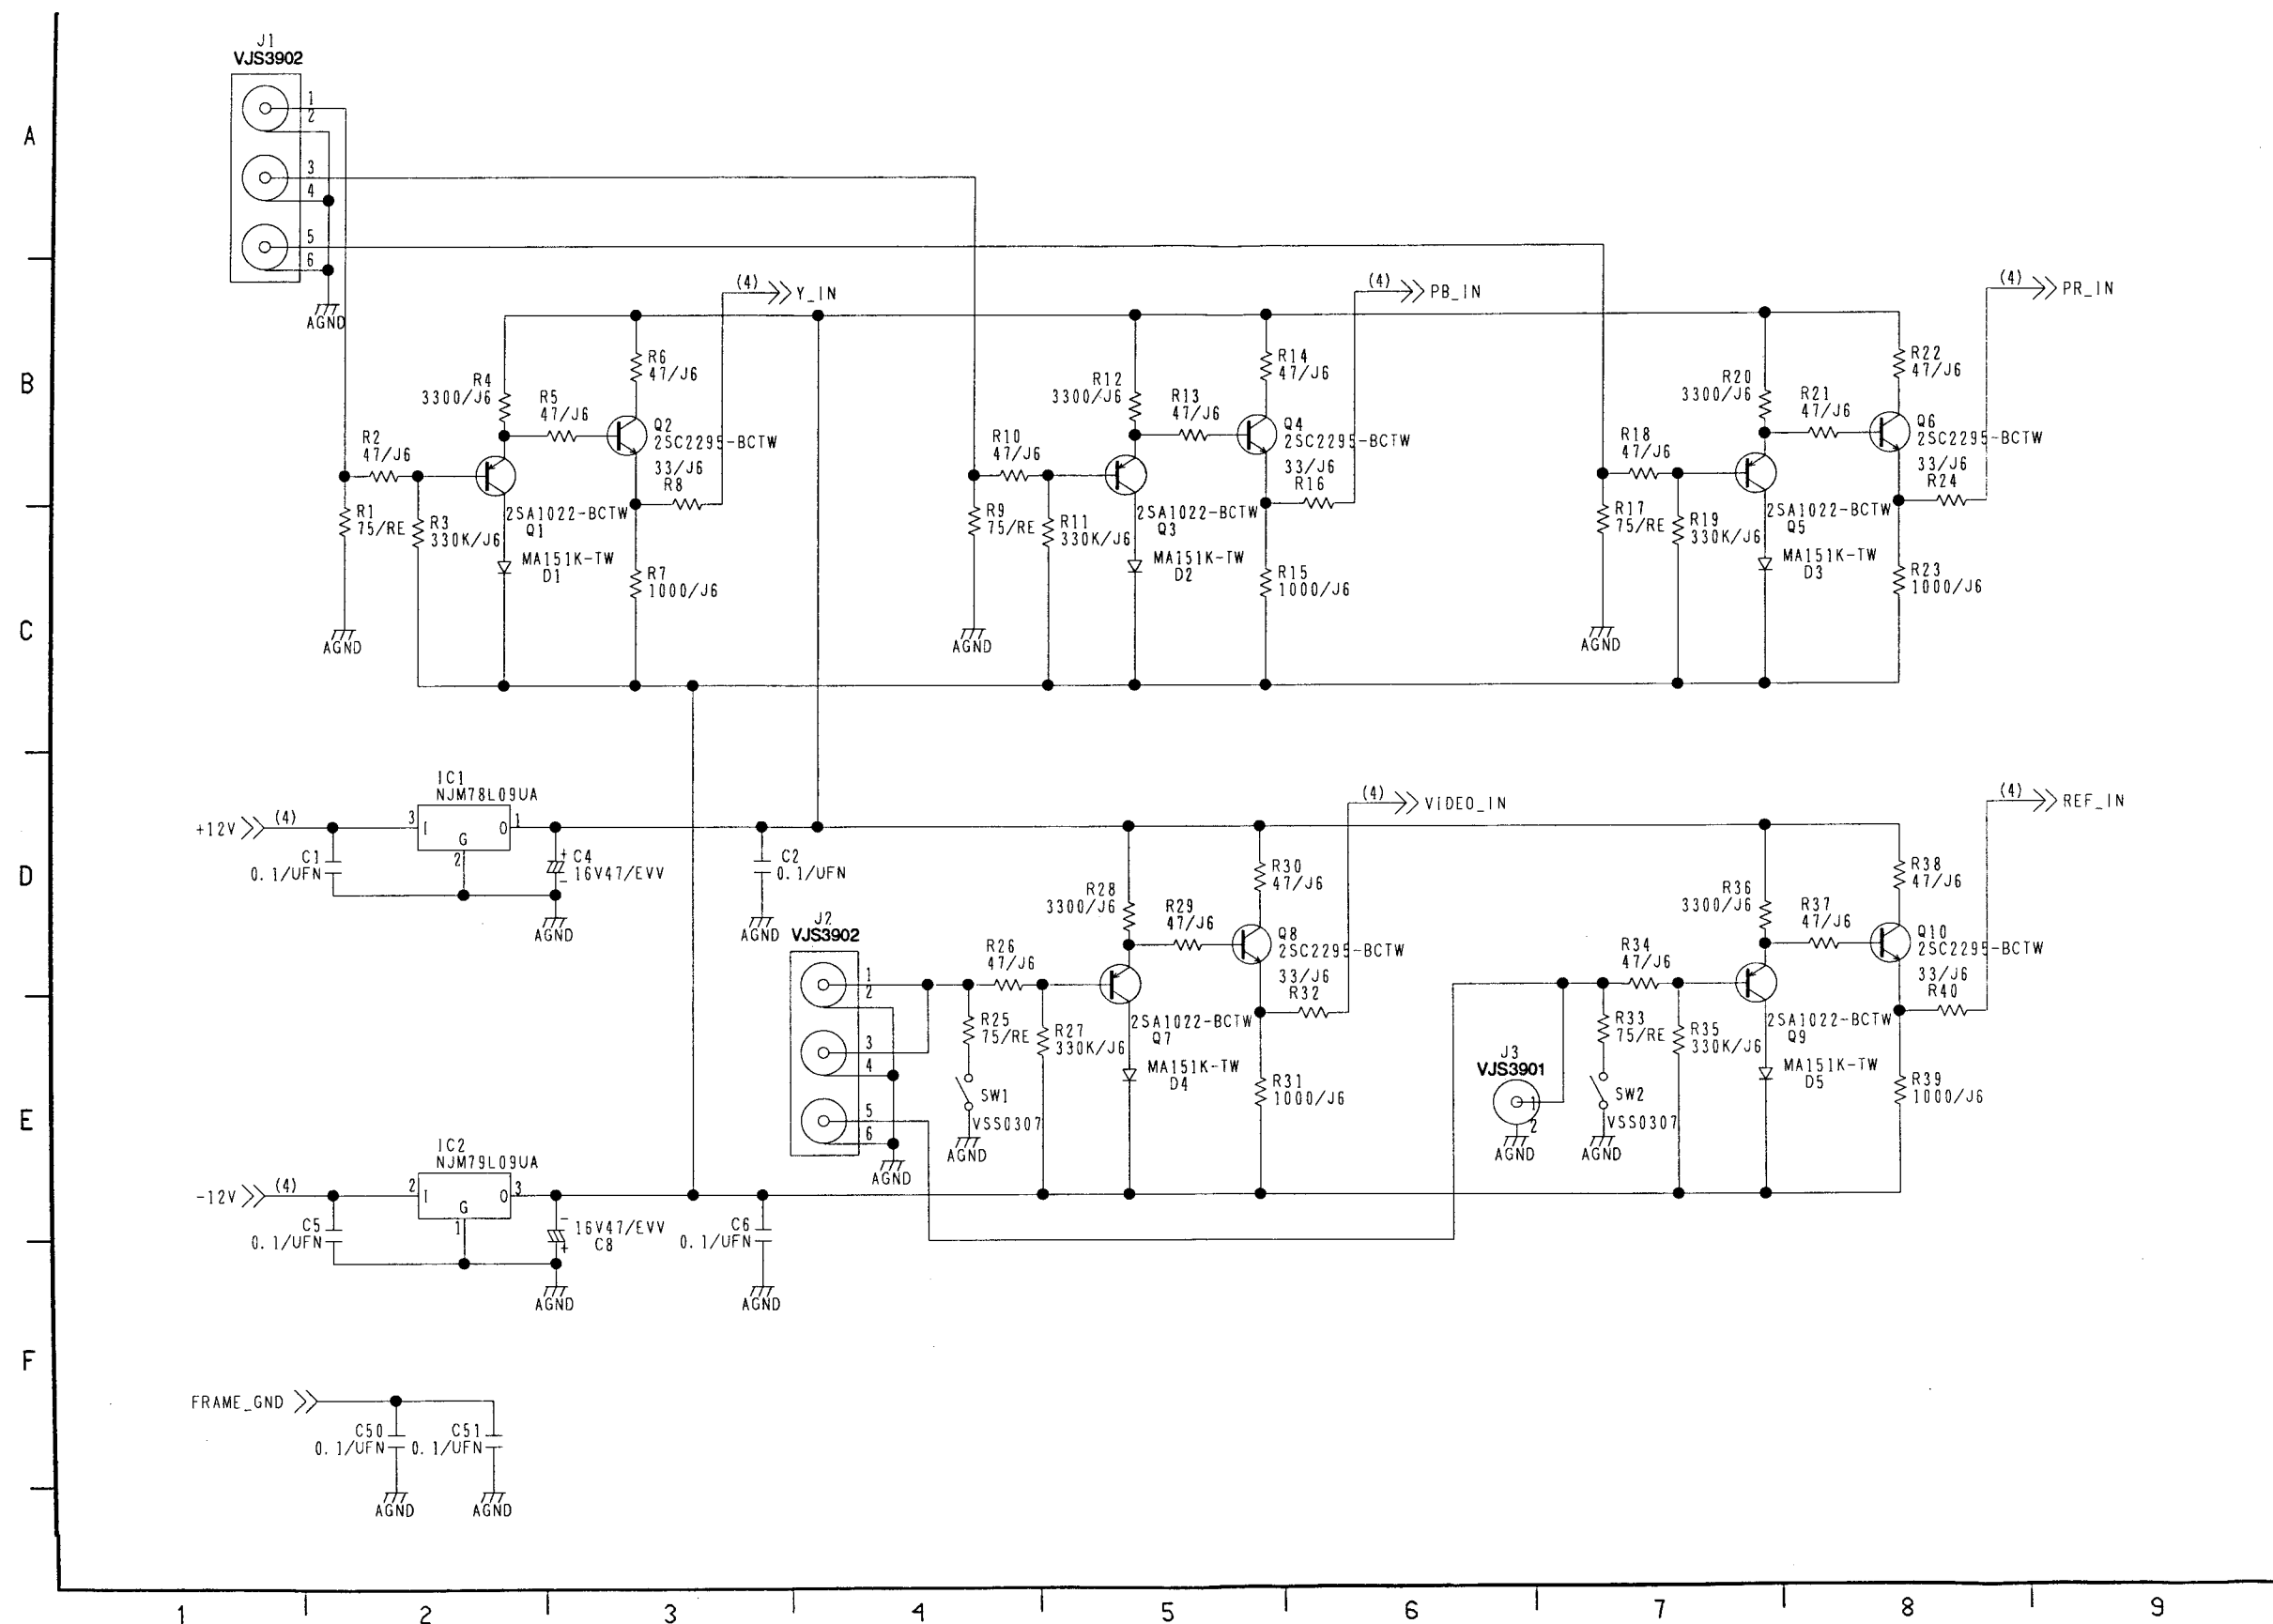 J1
VJS3902
1
2
3
4
5
6
AGND
A
B
C
D
E
F
(4) Y_IN
(4) PB_IN
(4) PR_IN
R4
3300/J6
R5
47/J6
R6
47/J6
Q2
2SC2295-BCTW
R2
47/J6
33/J6
R8
R1
75/RE
R3
330K/J6
2SA1022-BCTW
Q1
MA151K-TW
D1
R7
1000/J6
AGND
R12
3300/J6
R13
47/J6
R14
47/J6
Q4
2SC2295-BCTW
R10
47/J6
33/J6
R16
R9
75/RE
R11
330K/J6
2SA1022-BCTW
Q3
MA151K-TW
D2
R15
1000/J6
AGND
R20
3300/J6
R21
47/J6
R22
47/J6
Q6
2SC2295-BCTW
R18
47/J6
33/J6
R24
R17
75/RE
R19
330K/J6
2SA1022-BCTW
Q5
MA151K-TW
D3
R23
1000/J6
AGND
IC1
NJM78L09UA
+12V (4)
3 I O 1
G
2
C1
0.1/UFN
+ C4
- 16V47/EVV
AGND
C2
0.1/UFN
AGND
J2
VJS3902
1
2
3
4
5
6
AGND
(4) VIDEO_IN
R28
3300/J6
R29
47/J6
R30
47/J6
Q8
2SC2295-BCTW
R26
47/J6
33/J6
R32
R25
75/RE
R27
330K/J6
2SA1022-BCTW
Q7
MA151K-TW
D4
R31
1000/J6
SW1
VSS0307
AGND
(4) REF_IN
R36
3300/J6
R37
47/J6
R38
47/J6
Q10
2SC2295-BCTW
R34
47/J6
33/J6
R40
R33
75/RE
R35
330K/J6
2SA1022-BCTW
Q9
MA151K-TW
D5
R39
1000/J6
J3
VJS3901
1
2
AGND
SW2
VSS0307
AGND
IC2
NJM79L09UA
-12V (4)
2 I O 3
G
1
C5
0.1/UFN
- 16V47/EVV
+ C8
AGND
C6
0.1/UFN
AGND
FRAME_GND
C50
0.1/UFN
C51
0.1/UFN
AGND
AGND
1 2 3 4 5 6 7 8 9